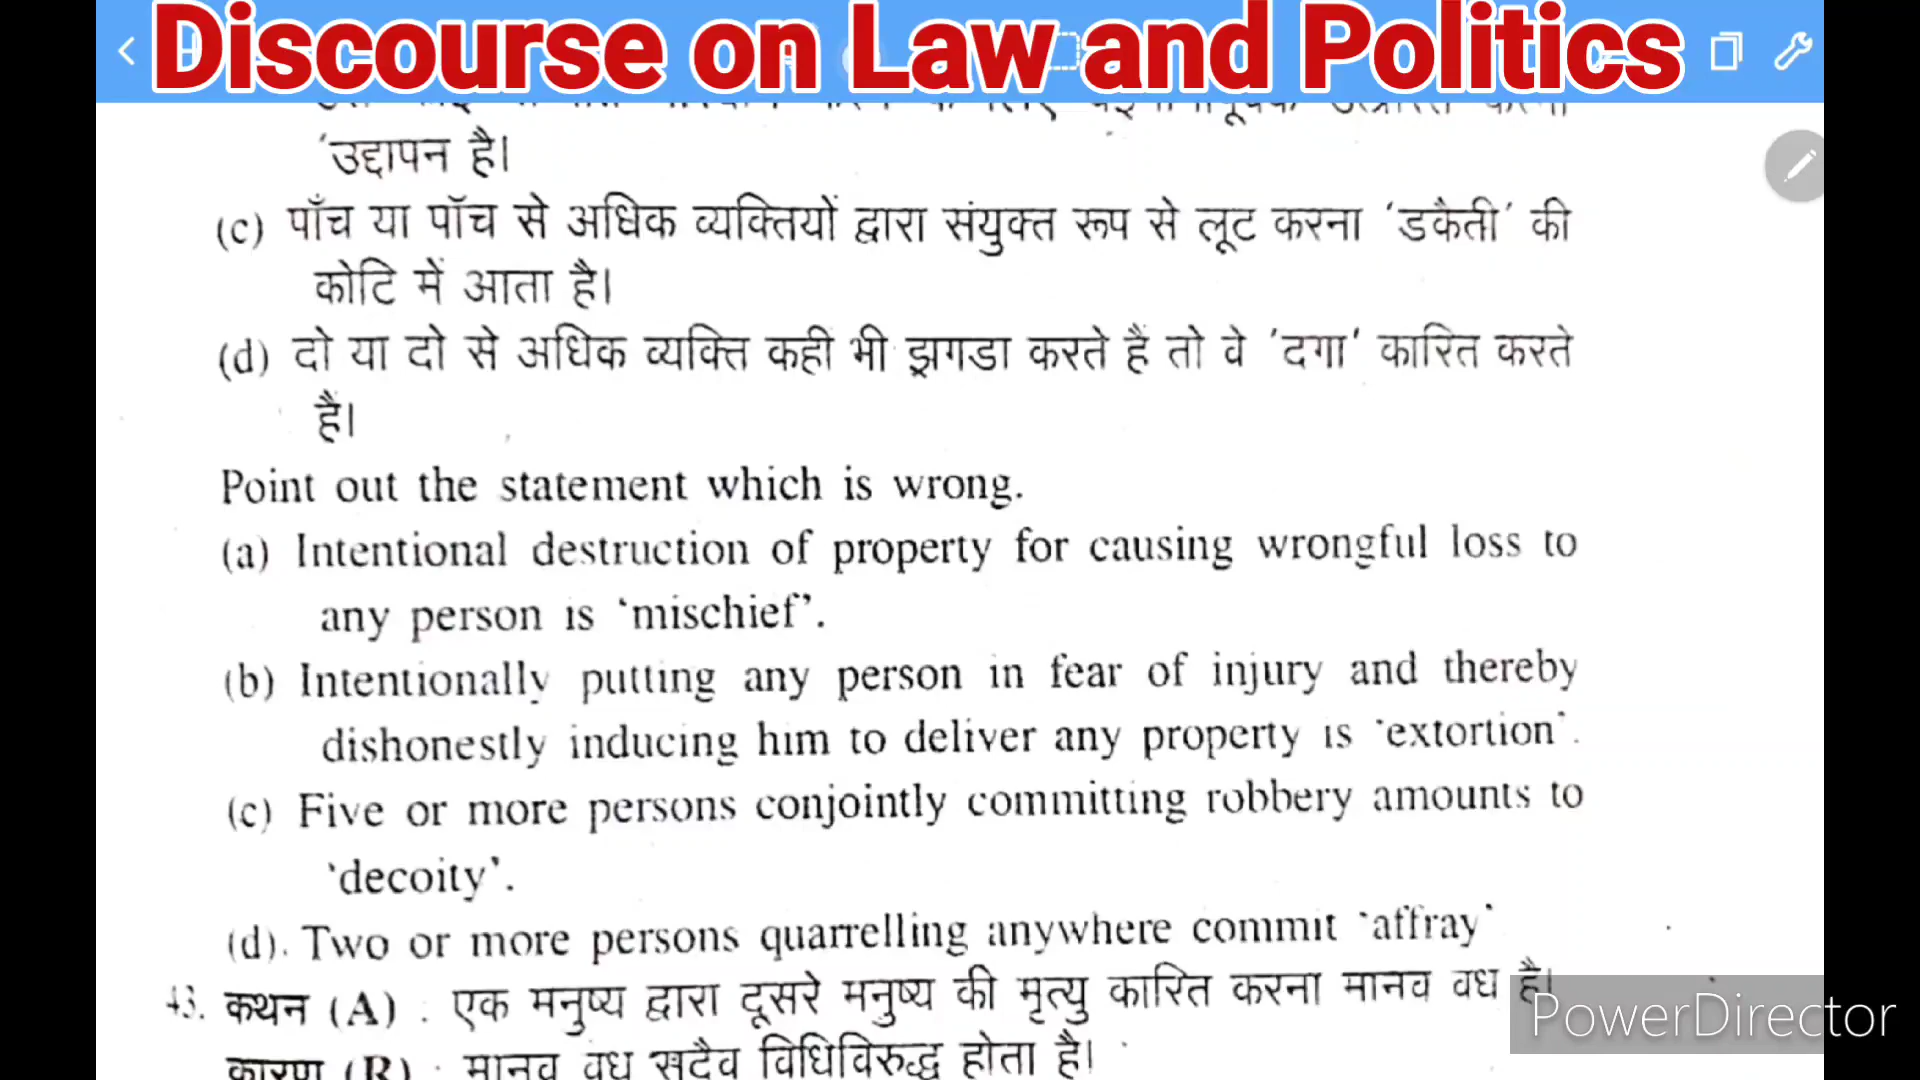 Discourse on Law and Politics
'उद्दापन है।
(c) पाँच या पॉच से अधिक व्यक्तियों द्वारा संयुक्त रूप से लूट करना 'डकैती' की
कोटि में आता है।
(d) दो या दो से अधिक व्यक्ति कही भी झगडा करते हैं तो वे 'दगा' कारित करते
है।
Point out the statement which is wrong.
(a) Intentional destruction of property for causing wrongful loss to
any person is 'mischief'.
(b) Intentionally putting any person in fear of injury and thereby
dishonestly inducing him to deliver any property is 'extortion'.
(c) Five or more persons conjointly committing robbery amounts to
'decoity'.
(d). Two or more persons quarrelling anywhere commit 'affray'
43. कथन (A) : एक मनुष्य द्वारा दूसरे मनुष्य की मृत्यु कारित करना मानव वध है।
कारण (R) : मानव वध सदैव विधिविरुद्ध होता है।
PowerDirector